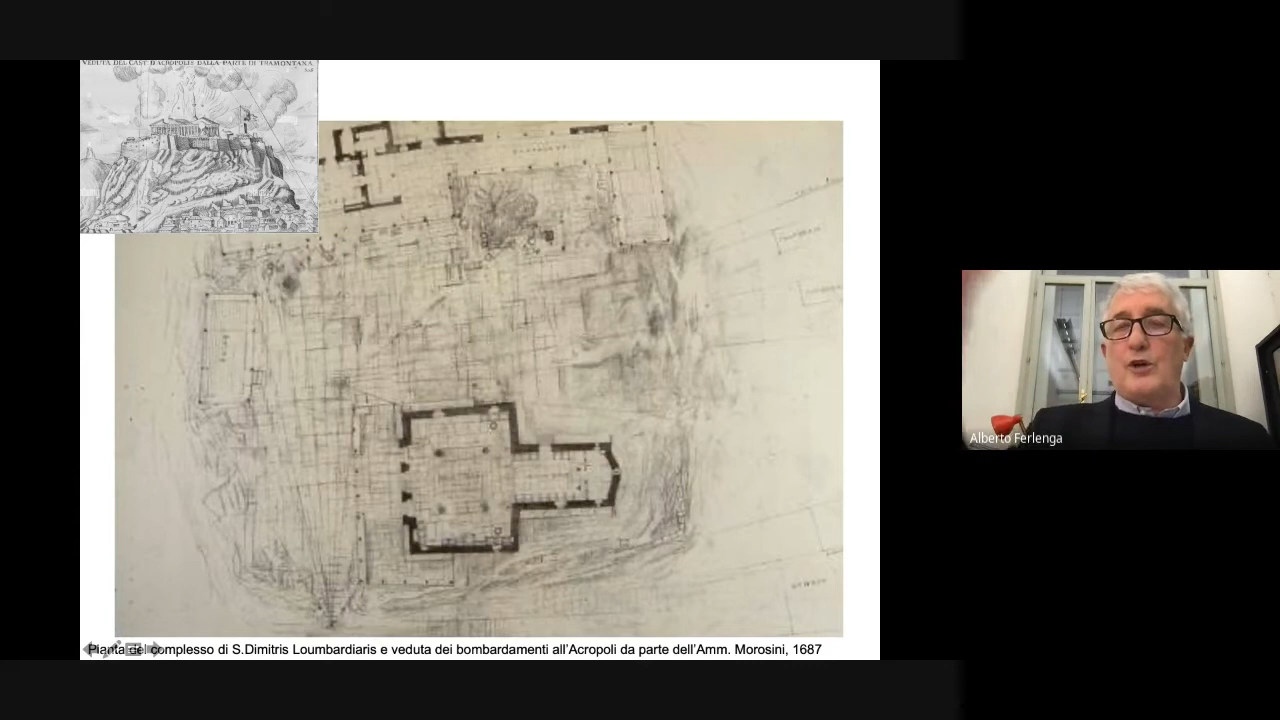 VEDUTA DEL CAST. D'ACROPOLIS DALLA PARTE DI TRAMONTANA.
Alberto Ferlenga
Pianta del complesso di S.Dimitris Loumbardiaris e veduta dei bombardamenti all'Acropoli da parte dell'Amm. Morosini, 1687